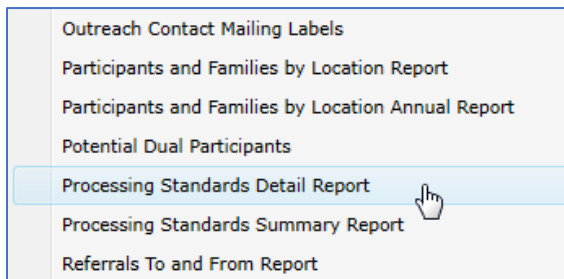 Outreach Contact Mailing Labels
Participants and Families by Location Report
Participants and Families by Location Annual Report
Potential Dual Participants
Processing Standards Detail Report
Processing Standards Summary Report
Referrals To and From Report